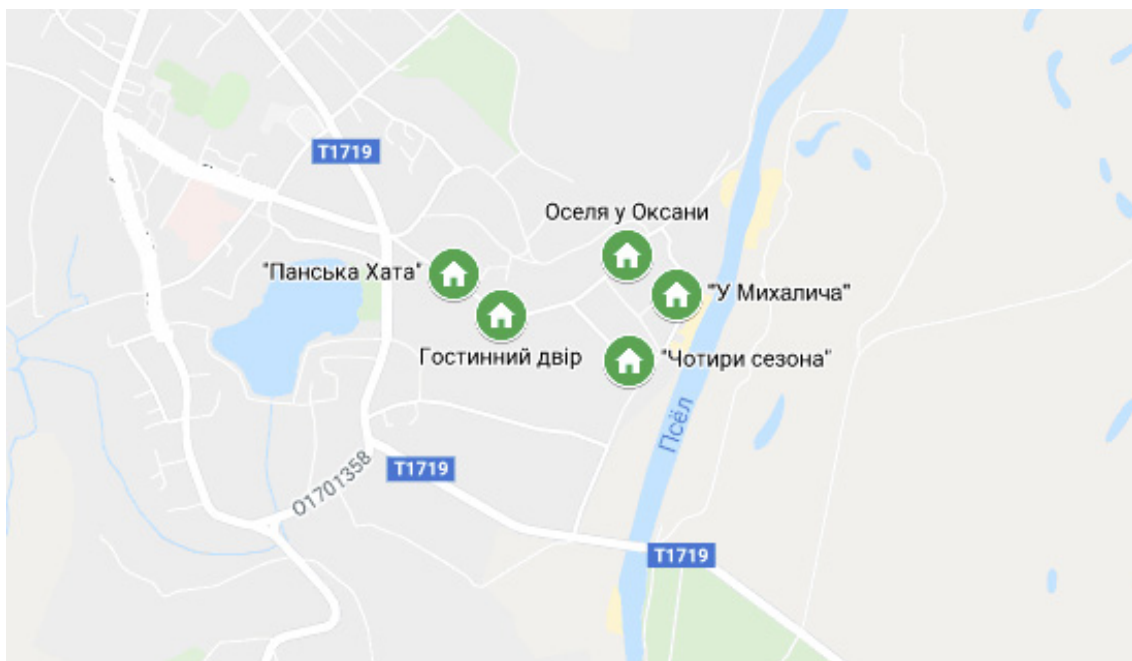 T1719
Оселя у Оксани
"Панська Хата"
"У Михалича"
Гостинний двір
"Чотири сезона"
Псёл
T1719
O1701358
T1719